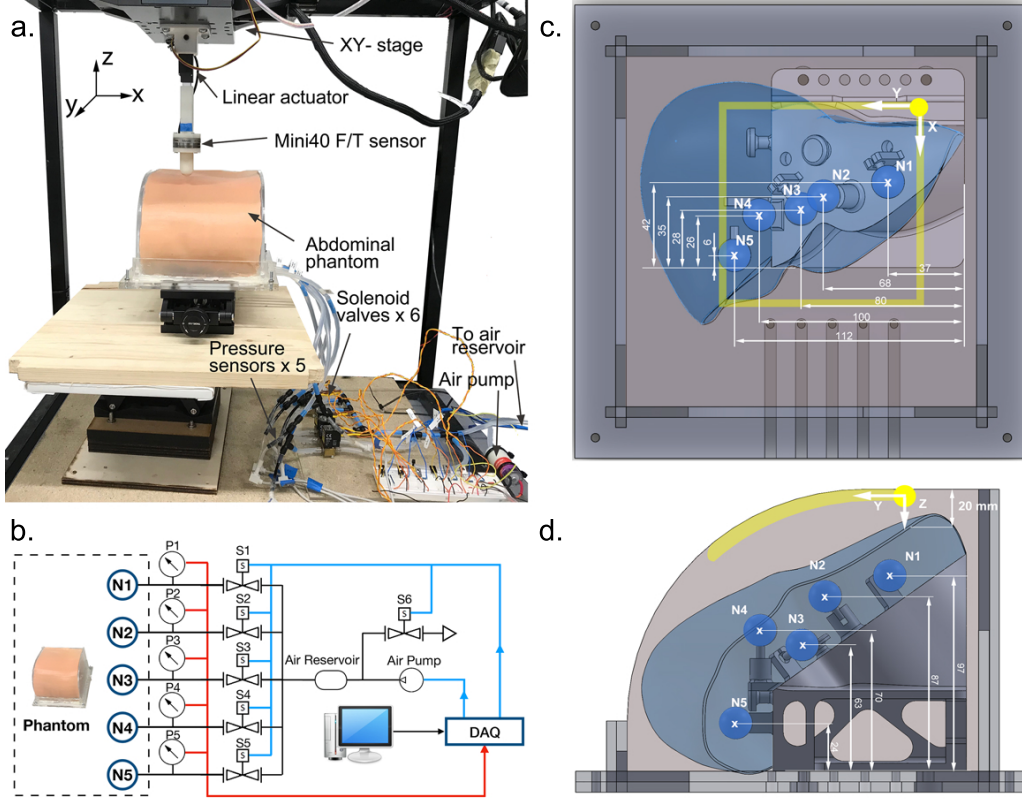 a.
XY- stage
z
y
x
Linear actuator
Mini40 F/T sensor
Abdominal
phantom
Solenoid
valves x 6
Pressure
sensors x 5
To air
reservoir
Air pump
b.
P1
S1
S
N1
P2
S2
S
N2
S6
S
P3
S3
S
N3
Air Reservoir
Air Pump
P4
S4
S
N4
Phantom
DAQ
P5
S5
S
N5
c.
Y
X
N1
N2
N3
N4
N5
42
35
28
26
6
37
68
80
100
112
d.
Y
Z
20 mm
N1
N2
N3
N4
N5
97
87
70
63
24